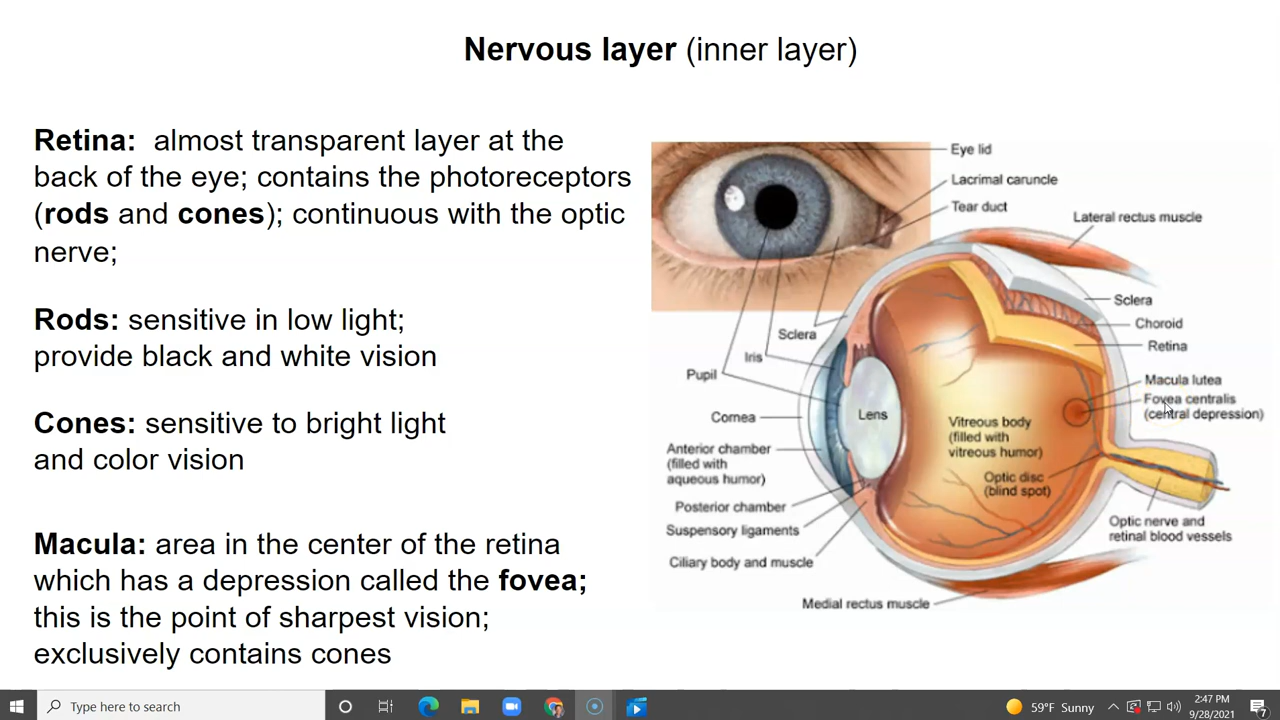 Nervous layer (inner layer)
Retina: almost transparent layer at the
back of the eye; contains the photoreceptors
(rods and cones); continuous with the optic
nerve;
Rods: sensitive in low light;
provide black and white vision
Cones: sensitive to bright light
and color vision
Macula: area in the center of the retina
which has a depression called the fovea;
this is the point of sharpest vision;
exclusively contains cones
Eye lid
Lacrimal caruncle
Tear duct
Lateral rectus muscle
Sclera
Choroid
Retina
Macula lutea
Fovea centralis
(central depression)
Sclera
Iris
Pupil
Cornea
Lens
Vitreous body
(filled with
vitreous humor)
Anterior chamber
(filled with
aqueous humor)
Optic disc
(blind spot)
Posterior chamber
Suspensory ligaments
Ciliary body and muscle
Optic nerve and
retinal blood vessels
Medial rectus muscle
Type here to search
59°F Sunny
2:47 PM
9/28/2021
7